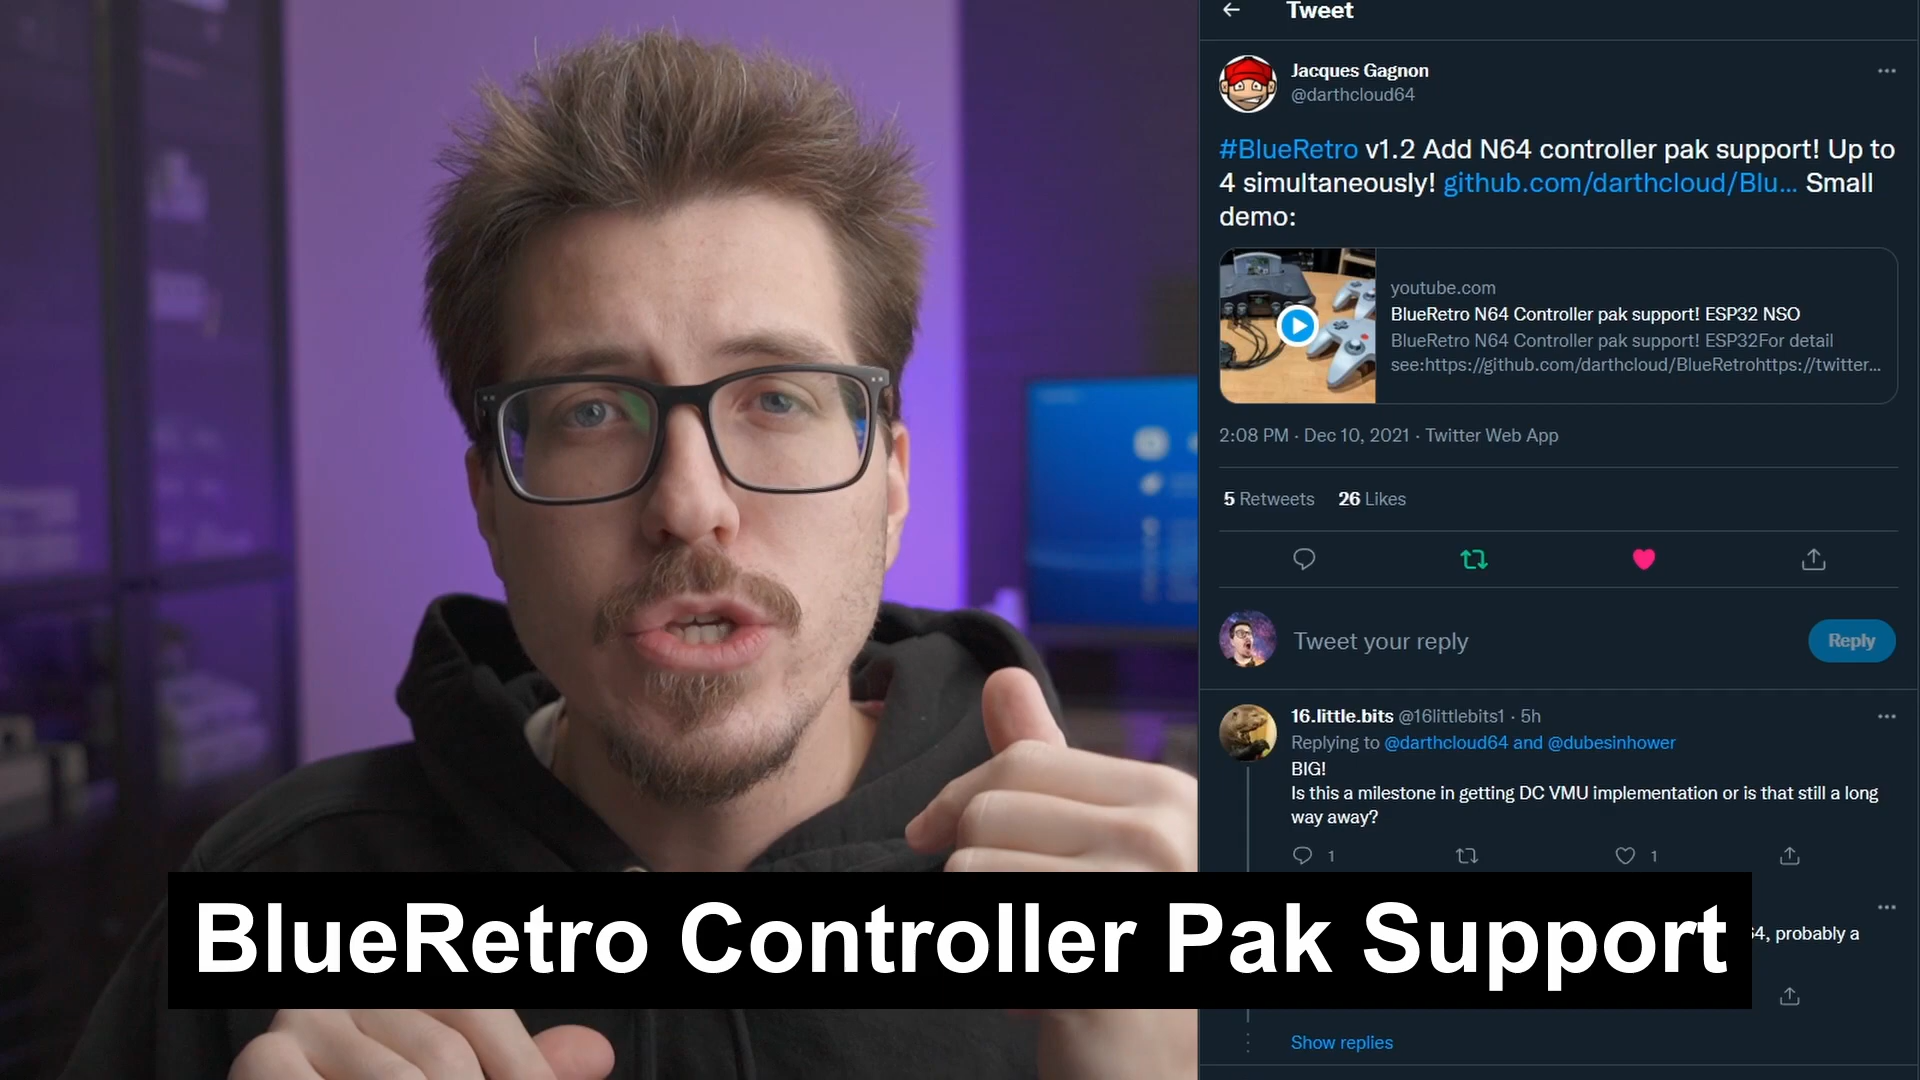 Tweet
Jacques Gagnon
@darthcloud64
#BlueRetro v1.2 Add N64 controller pak support! Up to
4 simultaneously! github.com/darthcloud/Blu... Small
demo:
youtube.com
BlueRetro N64 Controller pak support! ESP32 NSO
BlueRetro N64 Controller pak support! ESP32For detail
see:https://github.com/darthcloud/BlueRetrohttps://twitter...
2:08 PM · Dec 10, 2021 · Twitter Web App
5 Retweets 26 Likes
Tweet your reply
Reply
16.little.bits @16littlebits1 · 5h
Replying to @darthcloud64 and @dubesinhower
BIG!
Is this a milestone in getting DC VMU implementation or is that still a long
way away?
1 1
BlueRetro Controller Pak Support
64, probably a
Show replies